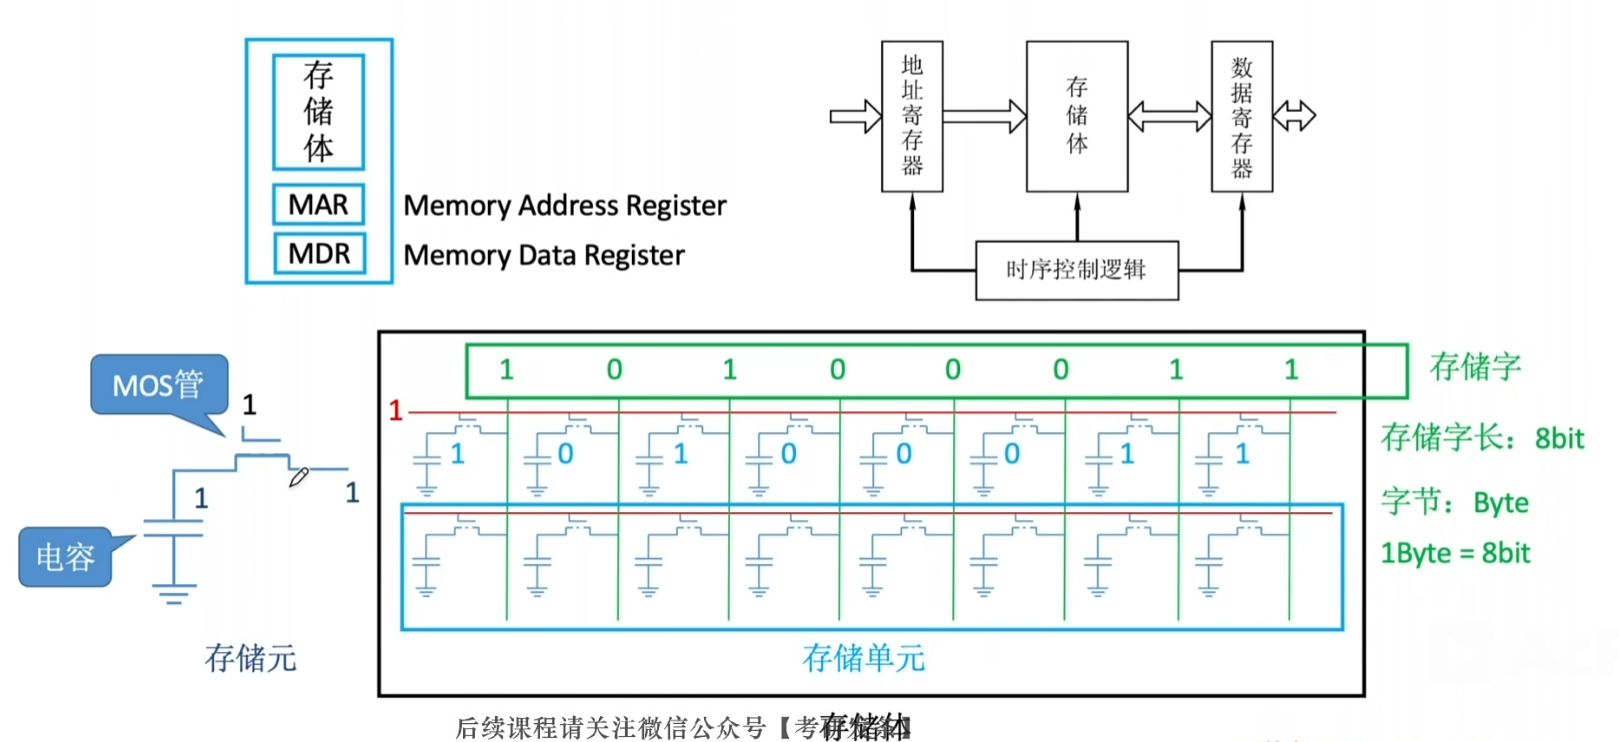 存储体
MAR
Memory Address Register
MDR
Memory Data Register
地址寄存器
存储体
数据寄存器
时序控制逻辑
MOS管
1
1
1
电容
存储元
1 0 1 0 0 0 1 1
存储字
1
1 0 1 0 0 0 1 1
存储字长：8bit
字节：Byte
1Byte = 8bit
存储单元
存储体
后续课程请关注微信公众号【考研